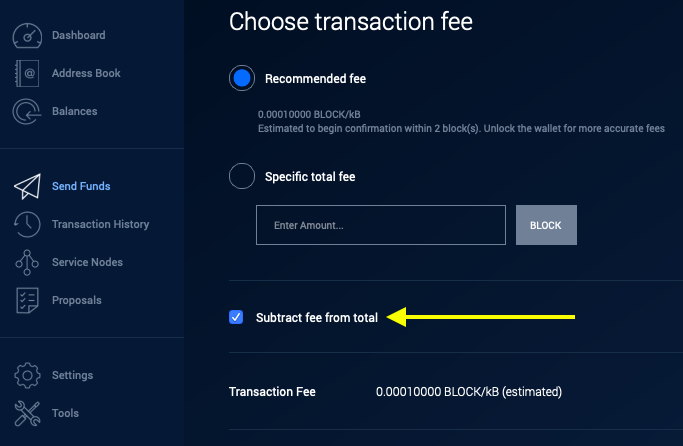 Dashboard
Address Book
Balances
Send Funds
Transaction History
Service Nodes
Proposals
Settings
Tools
Choose transaction fee
Recommended fee
0.00010000 BLOCK/kB
Estimated to begin confirmation within 2 block(s). Unlock the wallet for more accurate fees
Specific total fee
Enter Amount...
BLOCK
Subtract fee from total
Transaction Fee 0.00010000 BLOCK/kB (estimated)